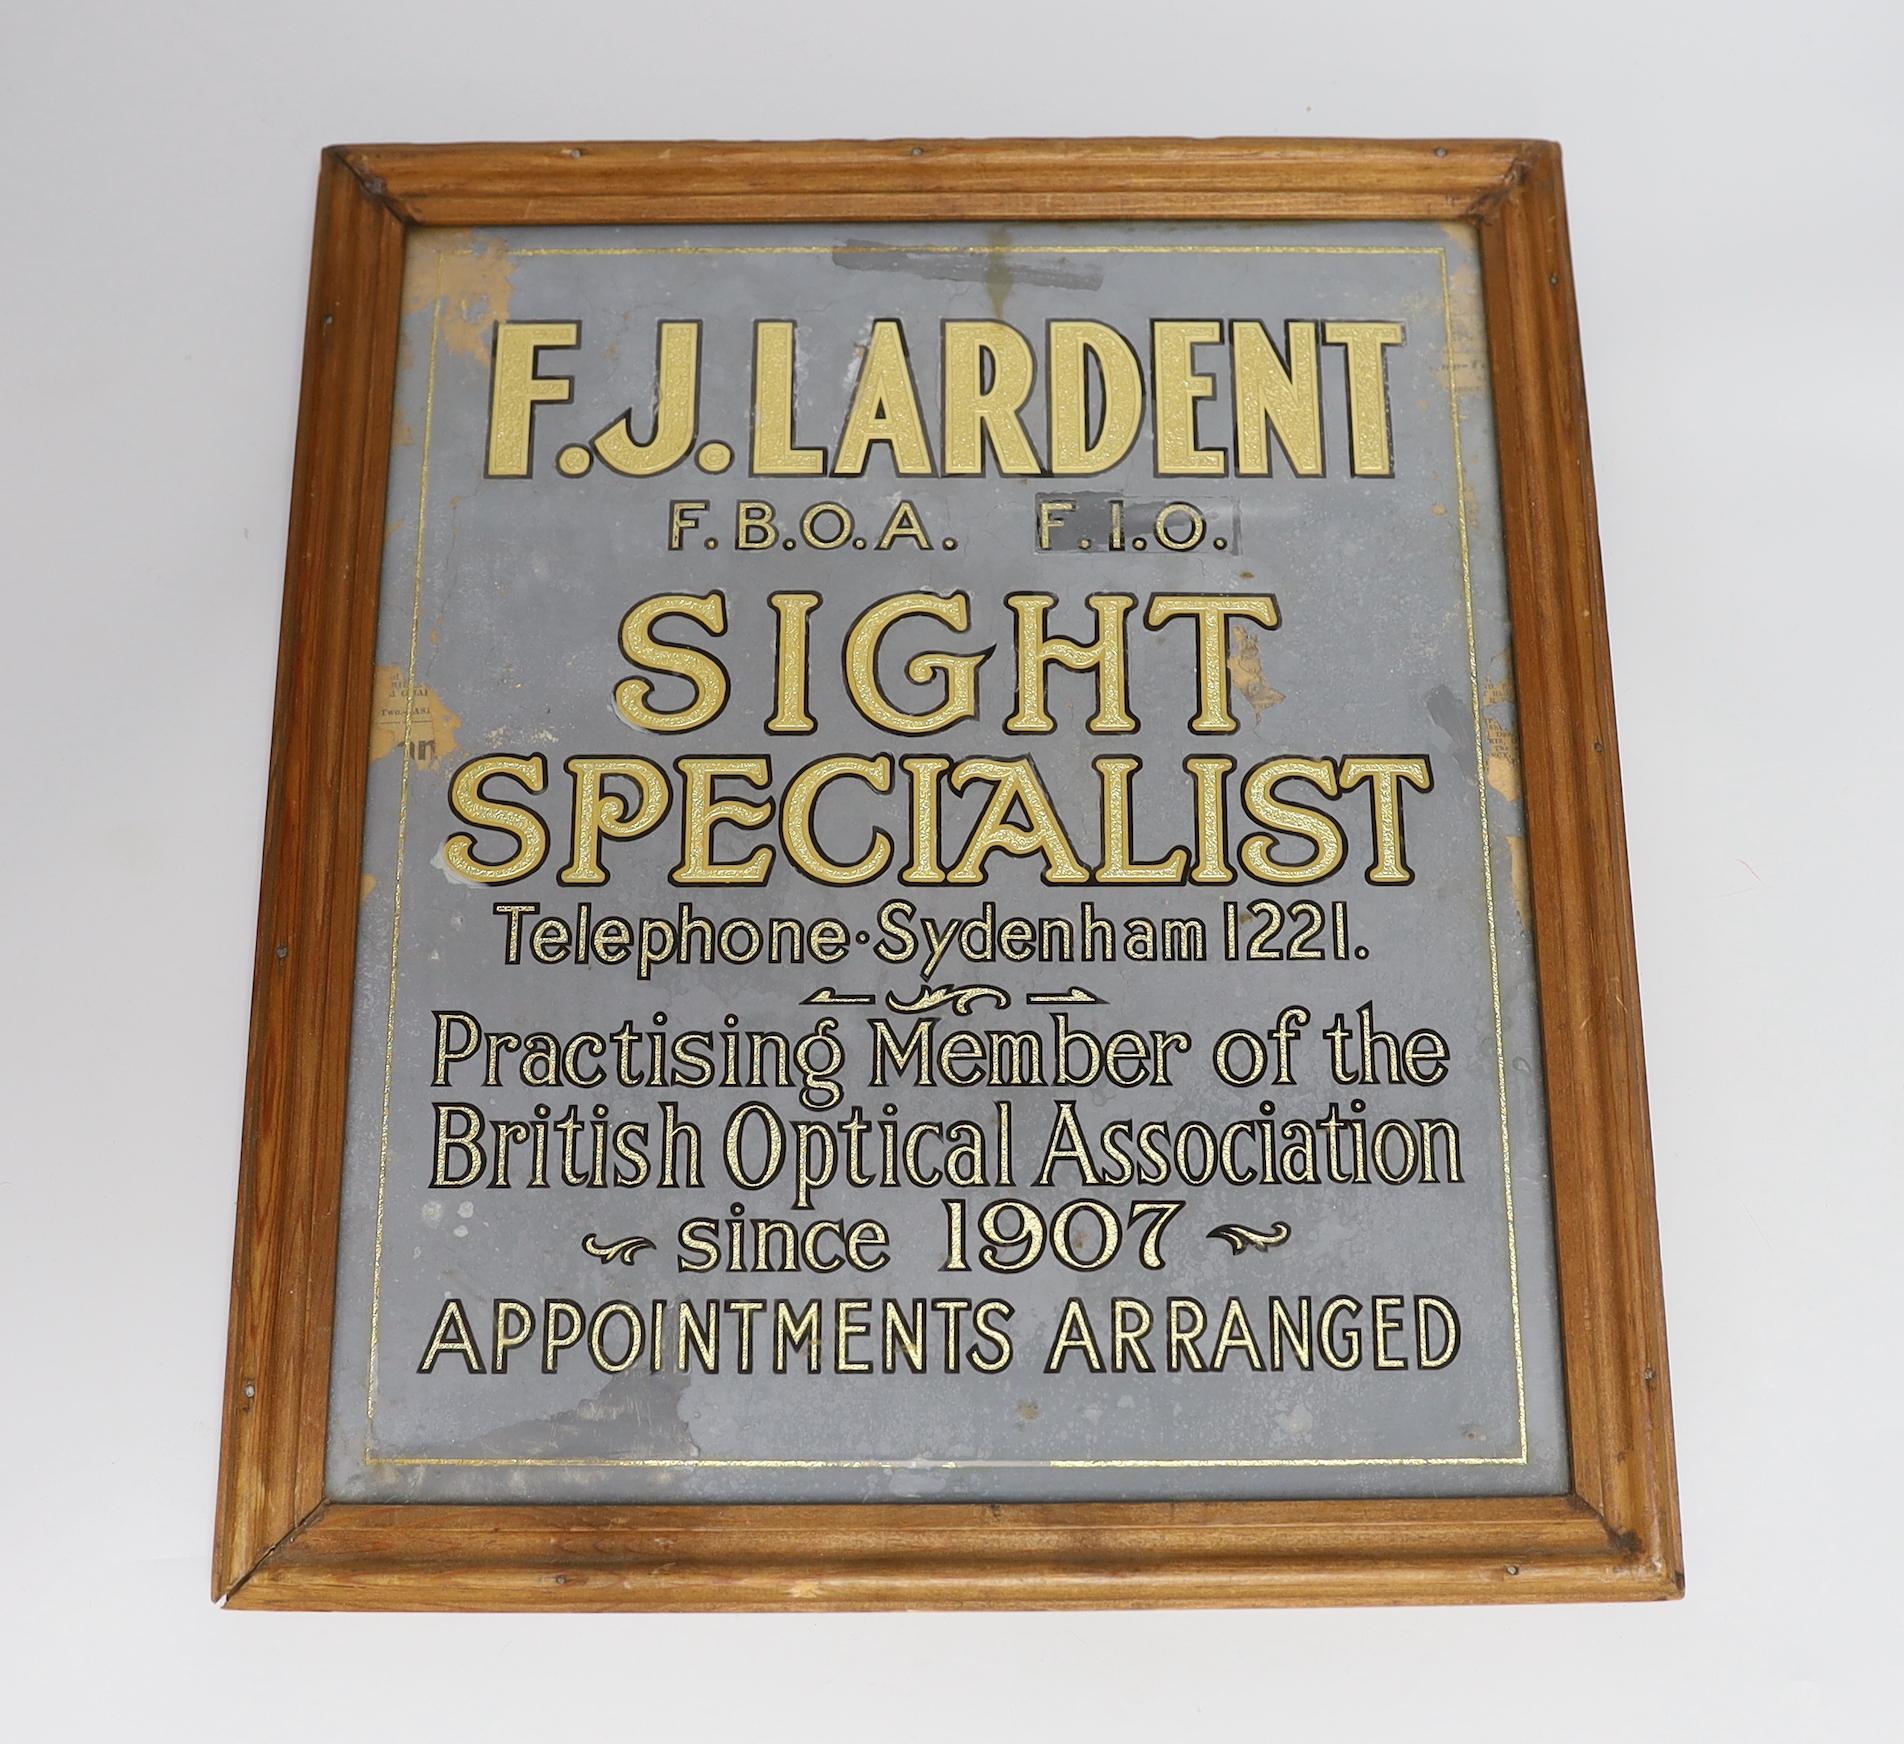 F.J.LARDENT
F.B.O.A. F.I.O.
SIGHT
SPECIALIST
Telephone·Sydenham 1221.
Practising Member of the
British Optical Association
since 1907
APPOINTMENTS ARRANGED